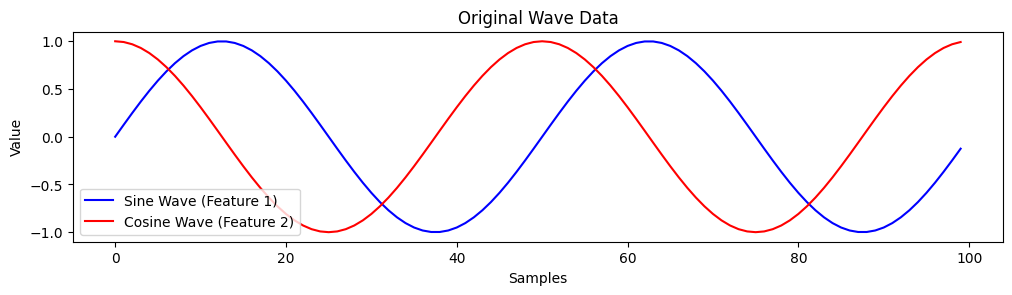 Original Wave Data
1.0
0.5
0.0
−0.5
−1.0
Value
Sine Wave (Feature 1)
Cosine Wave (Feature 2)
0 20 40 60 80 100
Samples